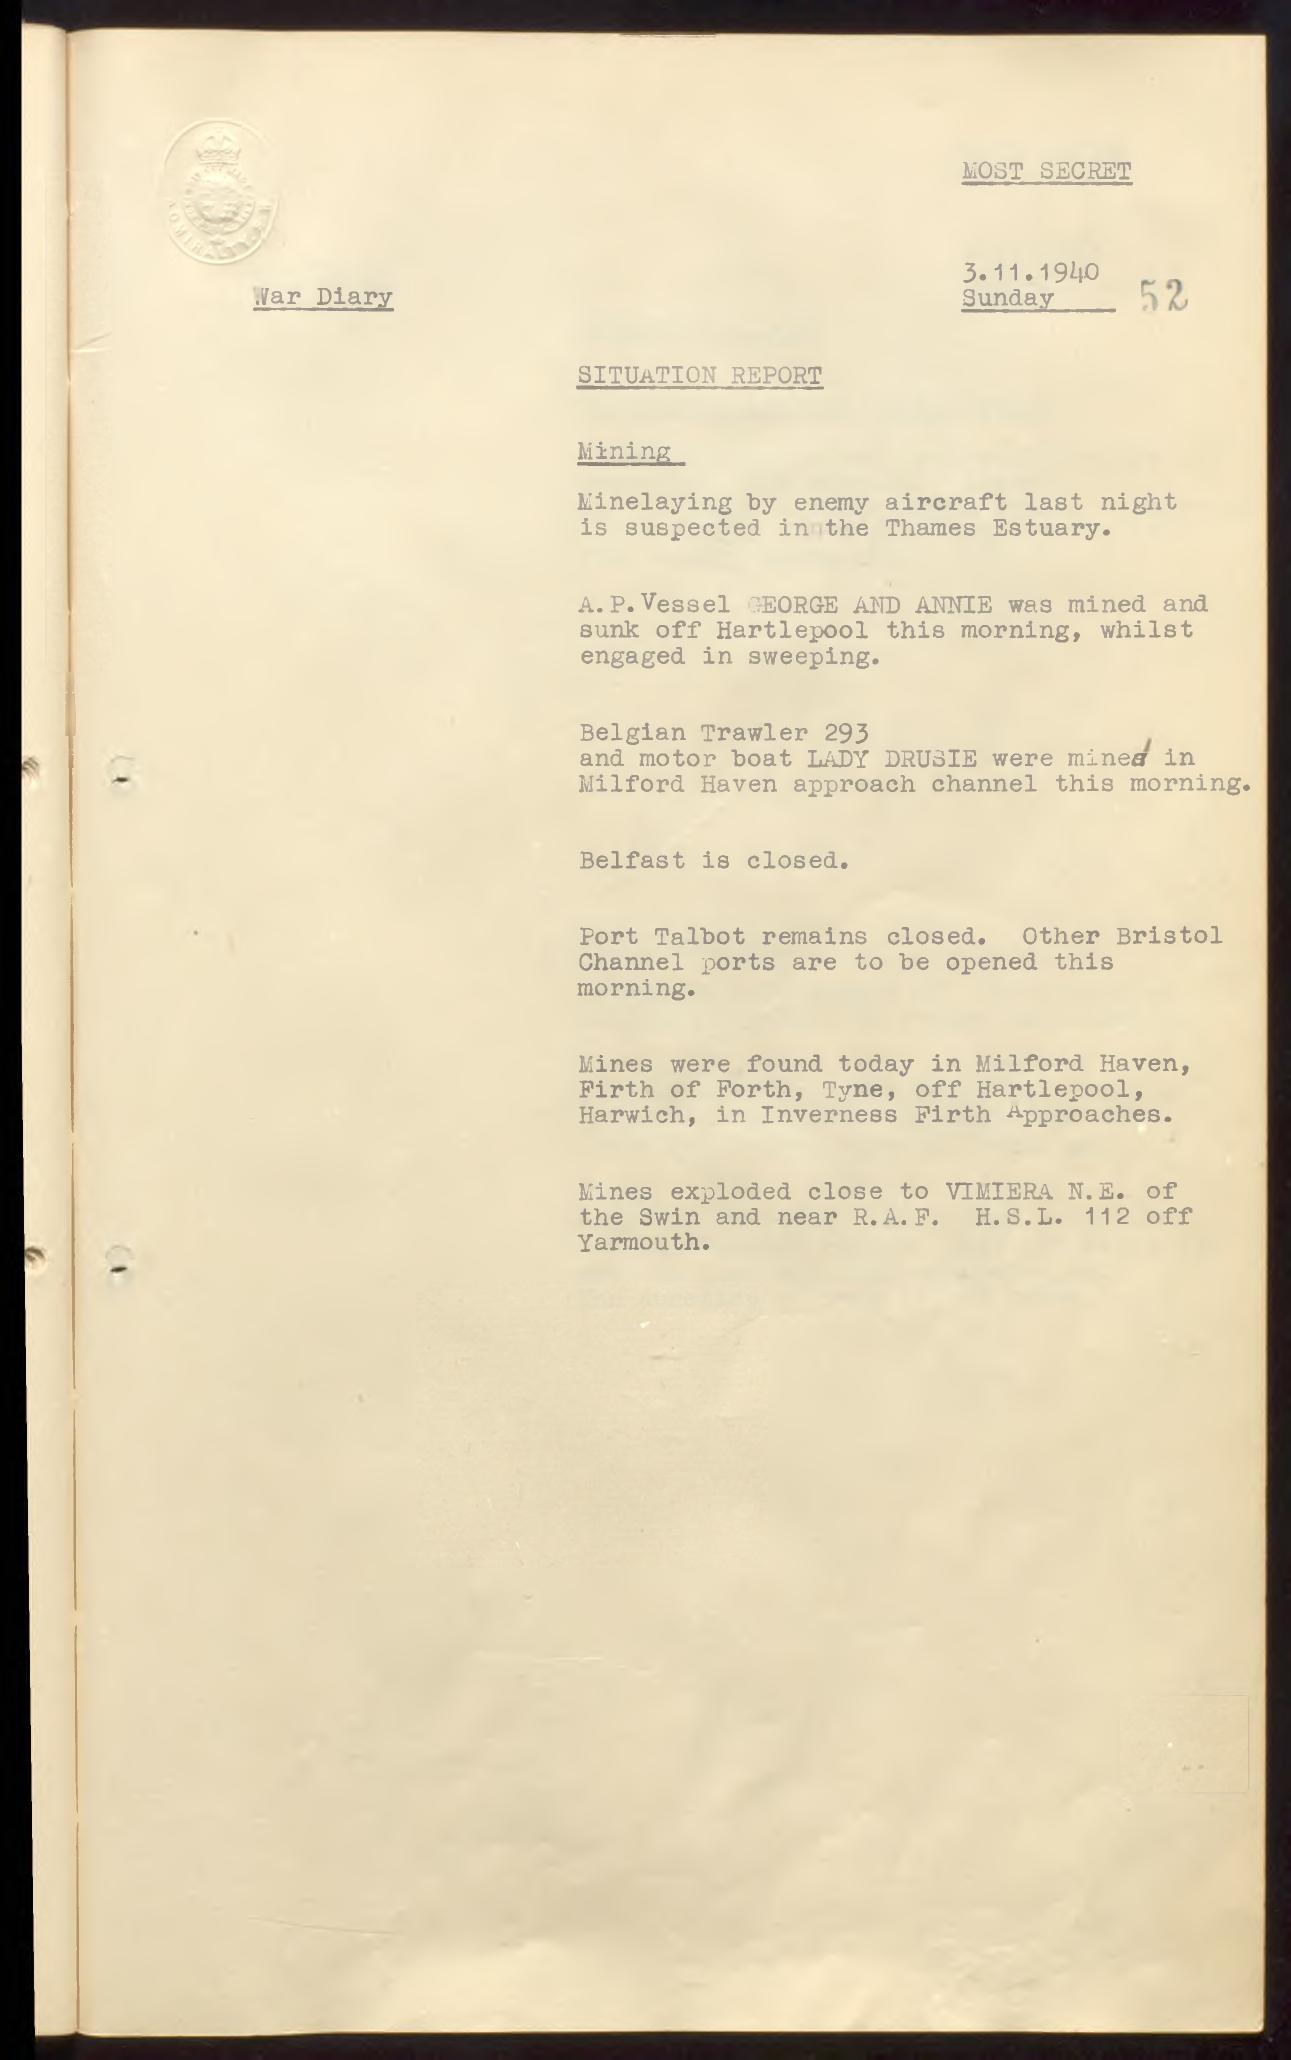 MOST SECRET
ADMIRALTY
3.11.1940
War Diary
Sunday
52
SITUATION REPORT
Mining
Minelaying by enemy aircraft last night
is suspected in the Thames Estuary.
A.P.Vessel GEORGE AND ANNIE was mined and
sunk off Hartlepool this morning, whilst
engaged in sweeping.
Belgian Trawler 293
and motor boat LADY DRUSIE were mined in
Milford Haven approach channel this morning.
Belfast is closed.
Port Talbot remains closed. Other Bristol
Channel ports are to be opened this
morning.
Mines were found today in Milford Haven,
Firth of Forth, Tyne, off Hartlepool,
Harwich, in Inverness Firth Approaches.
Mines exploded close to VIMIERA N.E. of
the Swin and near R.A.F. H.S.L. 112 off
Yarmouth.